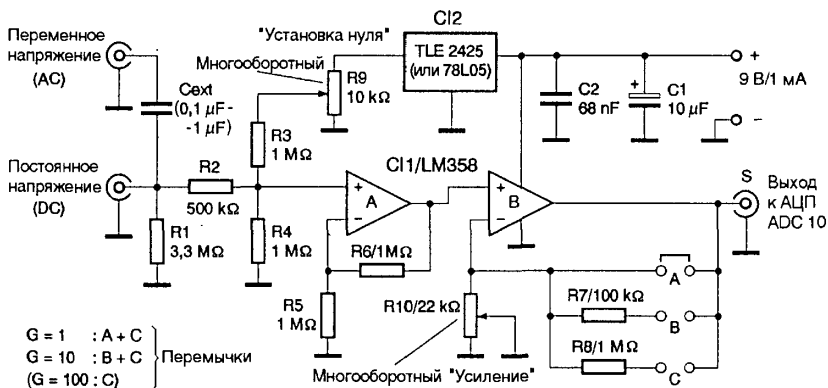 Переменное
напряжение
(AC)
"Установка нуля"
Многооборотный
CI2
TLE 2425
(или 78L05)
R9
10 kΩ
Cext
(0,1 µF-
-1 µF)
R3
1 MΩ
C2
68 nF
+
C1
10 µF
+
9 В/1 мА
−
Постоянное
напряжение
(DC)
R2
500 kΩ
CI1/LM358
+
−
A
+
−
B
S
Выход
к АЦП
ADC 10
R1
3,3 MΩ
R4
1 MΩ
R6/1MΩ
R5
1 MΩ
R10/22 kΩ
A
R7/100 kΩ
B
R8/1 MΩ
C
G = 1 : A + C
G = 10 : B + C
(G = 100 : C)
Перемычки
Многооборотный "Усиление"